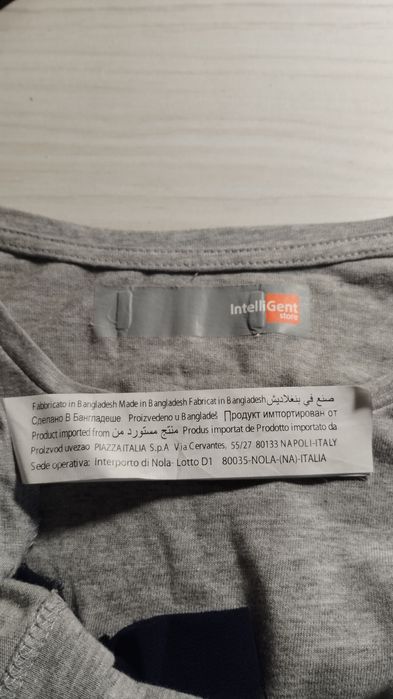 IntelliGent
store
Fabbricato in Bangladesh Made in Bangladesh Fabricat in Bangladesh صنع في بنغلاديش
Сделано В Бангладеше Proizvedeno u Bangladeš Продукт импортирован от
Product imported from منتج مستورد من Produs importat de Prodotto importato da
Proizvod uvezao PIAZZA ITALIA S.p.A Via Cervantes, 55/27 80133 NAPOLI-ITALY
Sede operativa: Interporto di Nola- Lotto D1 80035-NOLA-(NA)-ITALIA